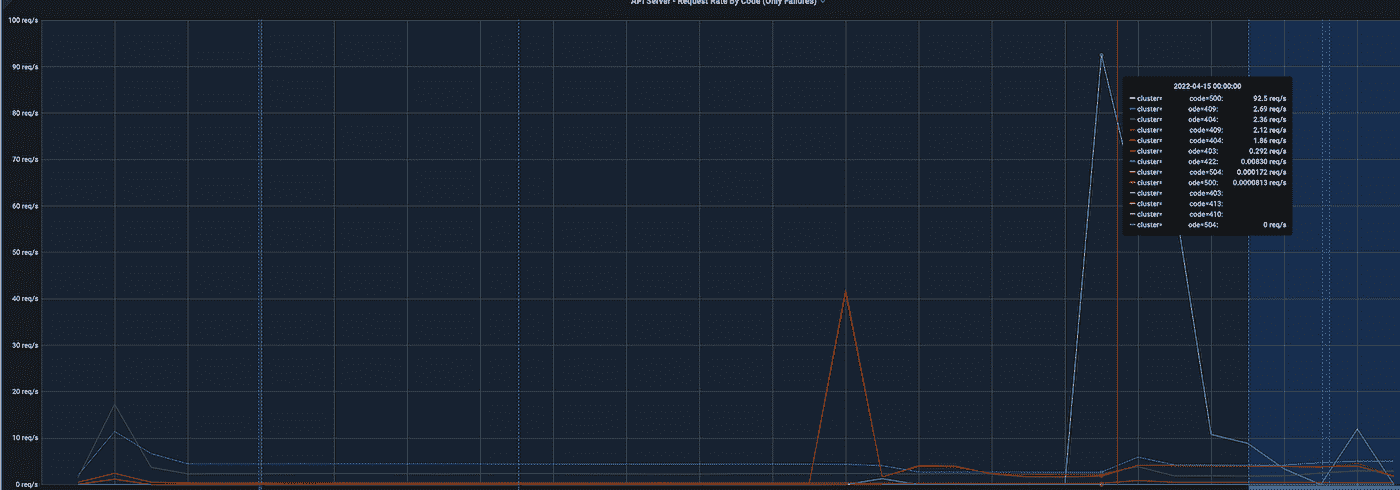 API Server - Request Rate By Code (Only Failures)
100 req/s
90 req/s
80 req/s
70 req/s
60 req/s
50 req/s
40 req/s
30 req/s
20 req/s
10 req/s
0 req/s
2022-04-15 00:00:00
cluster= code=500: 92.5 req/s
cluster= ode=409: 2.69 req/s
cluster= ode=404: 2.36 req/s
cluster= ode=409: 2.12 req/s
cluster= code=404: 1.86 req/s
cluster= ode=403: 0.292 req/s
cluster= ode=422: 0.00830 req/s
cluster= code=504: 0.000172 req/s
cluster= ode=500: 0.0000813 req/s
cluster= code=403:
cluster= code=413:
cluster= code=410:
cluster= ode=504: 0 req/s